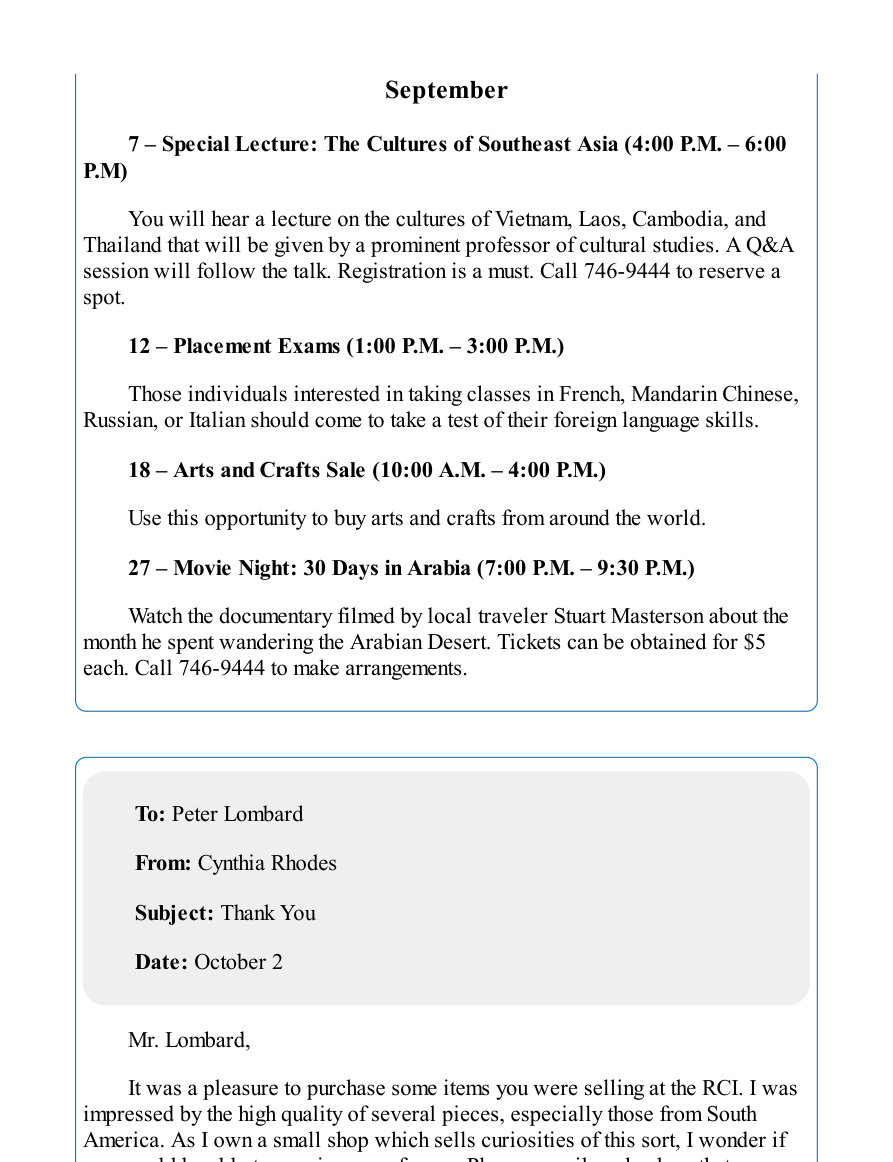 September
7 – Special Lecture: The Cultures of Southeast Asia (4:00 P.M. – 6:00
P.M)
You will hear a lecture on the cultures of Vietnam, Laos, Cambodia, and
Thailand that will be given by a prominent professor of cultural studies. A Q&A
session will follow the talk. Registration is a must. Call 746-9444 to reserve a
spot.
12 – Placement Exams (1:00 P.M. – 3:00 P.M.)
Those individuals interested in taking classes in French, Mandarin Chinese,
Russian, or Italian should come to take a test of their foreign language skills.
18 – Arts and Crafts Sale (10:00 A.M. – 4:00 P.M.)
Use this opportunity to buy arts and crafts from around the world.
27 – Movie Night: 30 Days in Arabia (7:00 P.M. – 9:30 P.M.)
Watch the documentary filmed by local traveler Stuart Masterson about the
month he spent wandering the Arabian Desert. Tickets can be obtained for $5
each. Call 746-9444 to make arrangements.
To: Peter Lombard
From: Cynthia Rhodes
Subject: Thank You
Date: October 2
Mr. Lombard,
It was a pleasure to purchase some items you were selling at the RCI. I was
impressed by the high quality of several pieces, especially those from South
America. As I own a small shop which sells curiosities of this sort, I wonder if